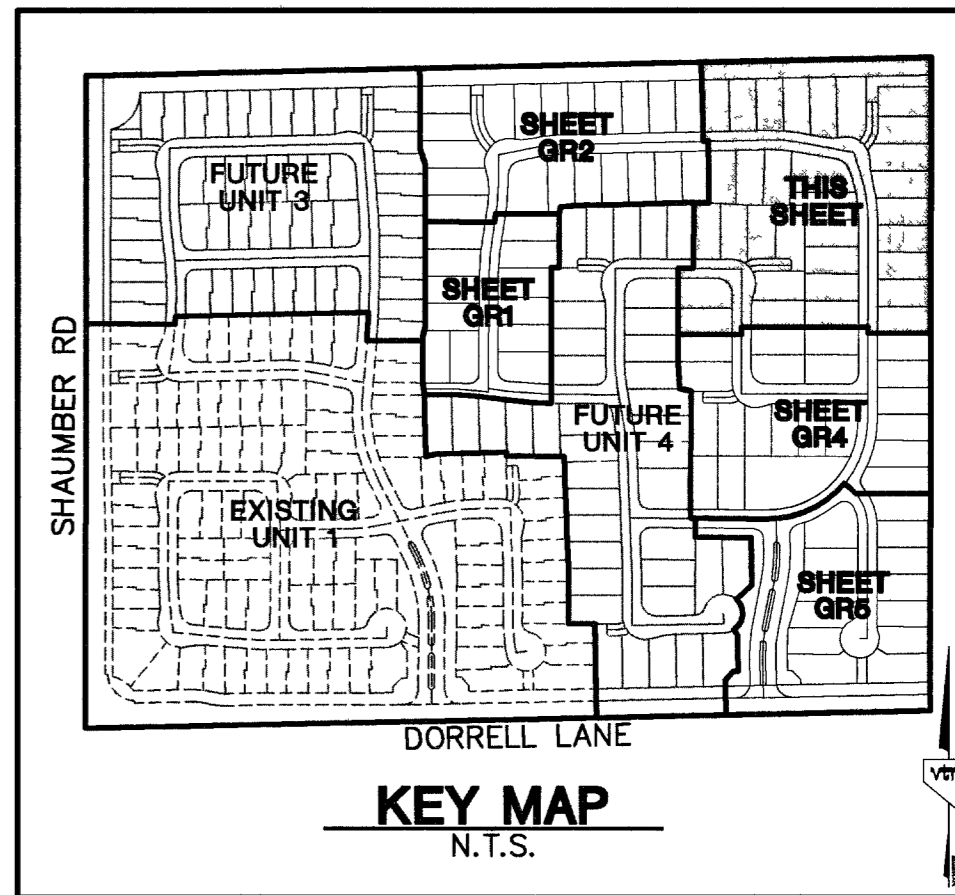 SHEET
GR2
FUTURE
UNIT 3
THIS
SHEET
SHEET
GR1
SHAUMBER RD
FUTURE
UNIT 4
SHEET
GR4
EXISTING
UNIT 1
SHEET
GR5
DORRELL LANE
KEY MAP
N.T.S.